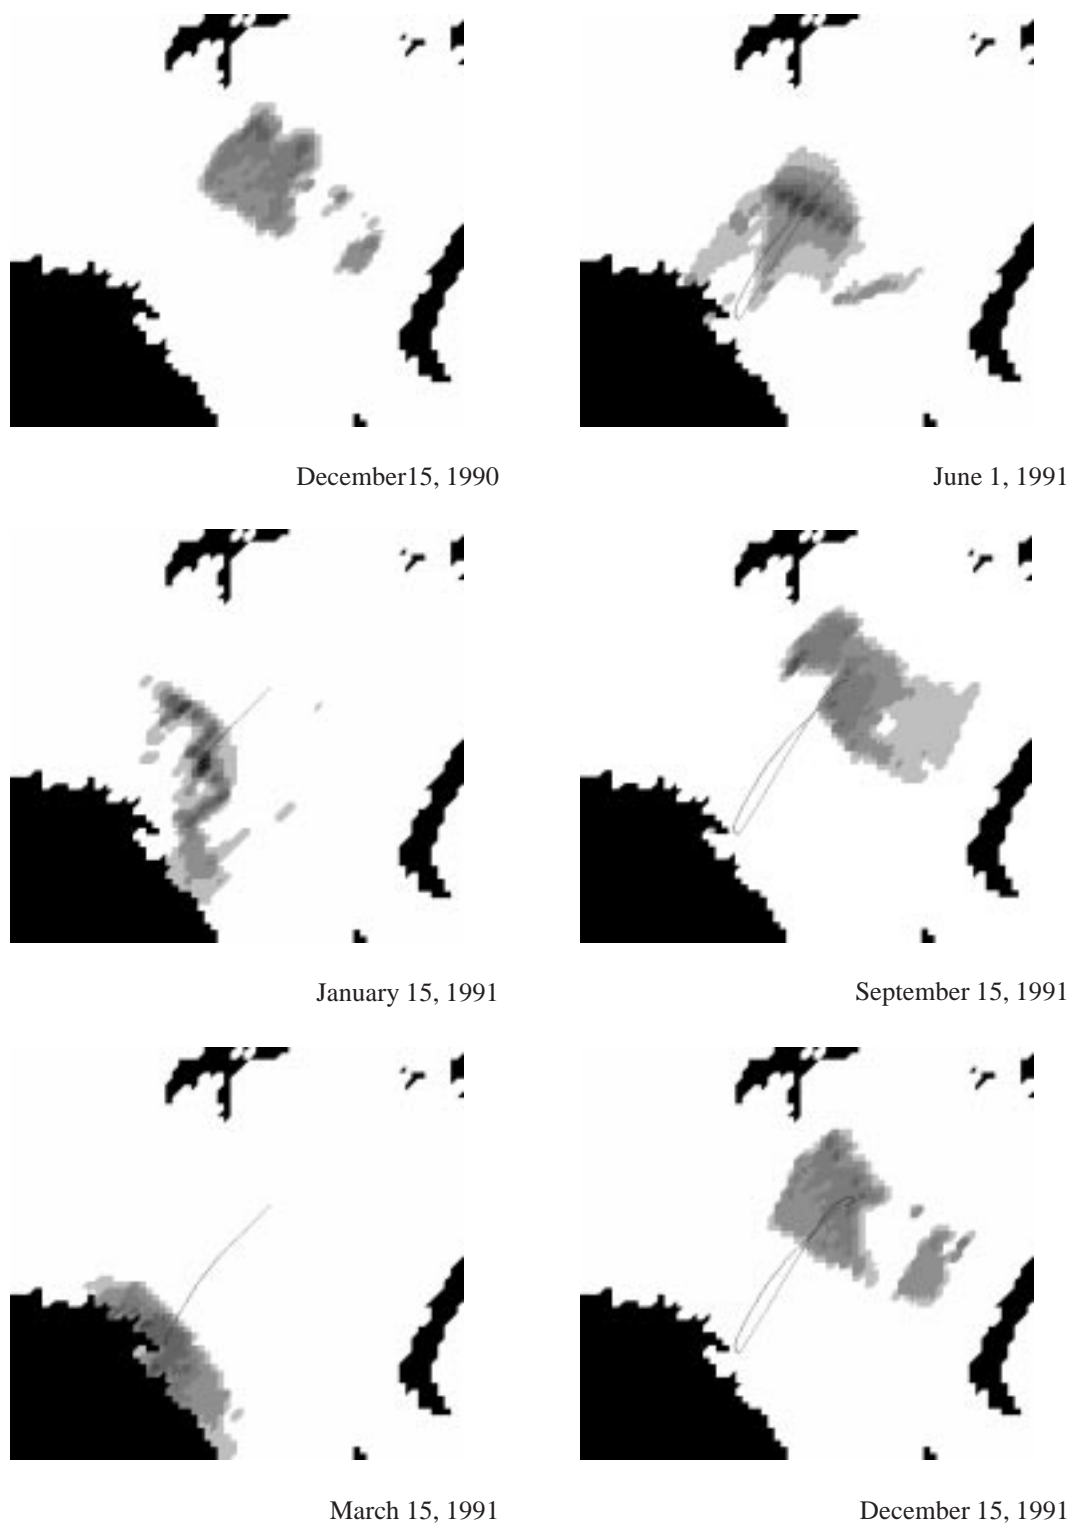 December15, 1990
June 1, 1991
January 15, 1991
September 15, 1991
March 15, 1991
December 15, 1991